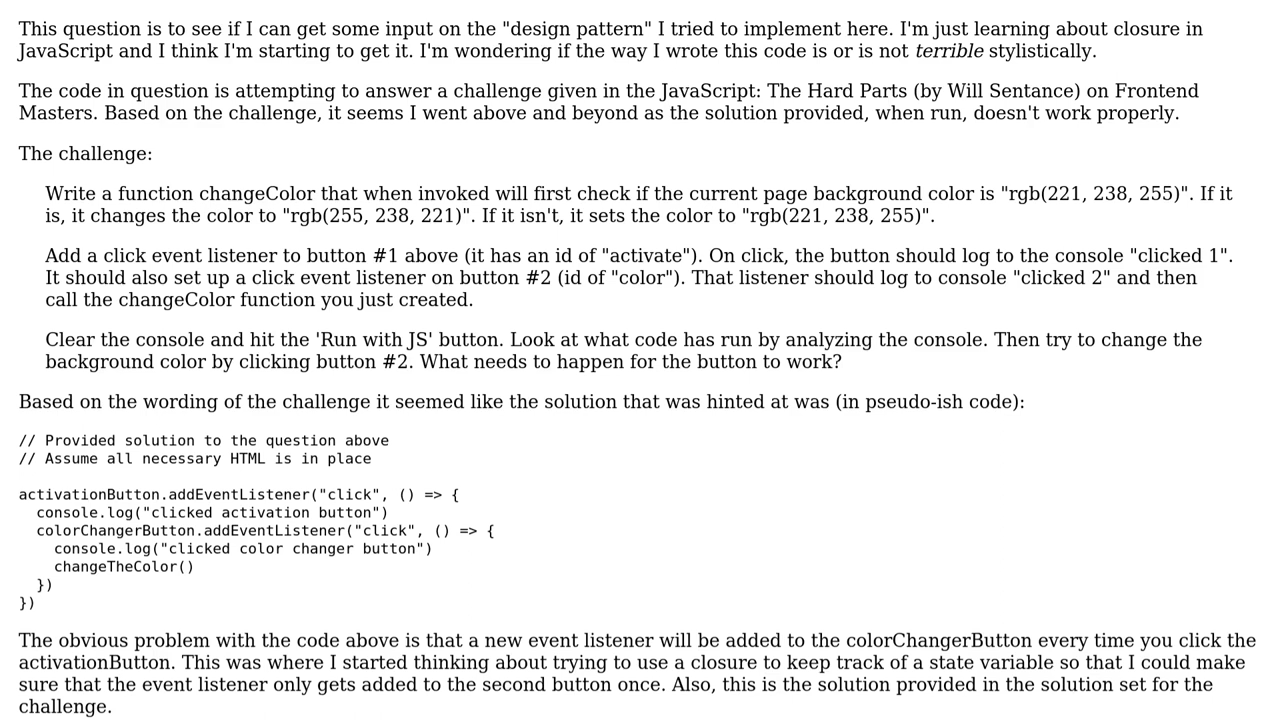 This question is to see if I can get some input on the "design pattern" I tried to implement here. I'm just learning about closure in
JavaScript and I think I'm starting to get it. I'm wondering if the way I wrote this code is or is not terrible stylistically.
The code in question is attempting to answer a challenge given in the JavaScript: The Hard Parts (by Will Sentance) on Frontend
Masters. Based on the challenge, it seems I went above and beyond as the solution provided, when run, doesn't work properly.
The challenge:
Write a function changeColor that when invoked will first check if the current page background color is "rgb(221, 238, 255)". If it
is, it changes the color to "rgb(255, 238, 221)". If it isn't, it sets the color to "rgb(221, 238, 255)".
Add a click event listener to button #1 above (it has an id of "activate"). On click, the button should log to the console "clicked 1".
It should also set up a click event listener on button #2 (id of "color"). That listener should log to console "clicked 2" and then
call the changeColor function you just created.
Clear the console and hit the 'Run with JS' button. Look at what code has run by analyzing the console. Then try to change the
background color by clicking button #2. What needs to happen for the button to work?
Based on the wording of the challenge it seemed like the solution that was hinted at was (in pseudo-ish code):
// Provided solution to the question above
// Assume all necessary HTML is in place
activationButton.addEventListener("click", () => {
  console.log("clicked activation button")
  colorChangerButton.addEventListener("click", () => {
    console.log("clicked color changer button")
    changeTheColor()
  })
})
The obvious problem with the code above is that a new event listener will be added to the colorChangerButton every time you click the
activationButton. This was where I started thinking about trying to use a closure to keep track of a state variable so that I could make
sure that the event listener only gets added to the second button once. Also, this is the solution provided in the solution set for the
challenge.